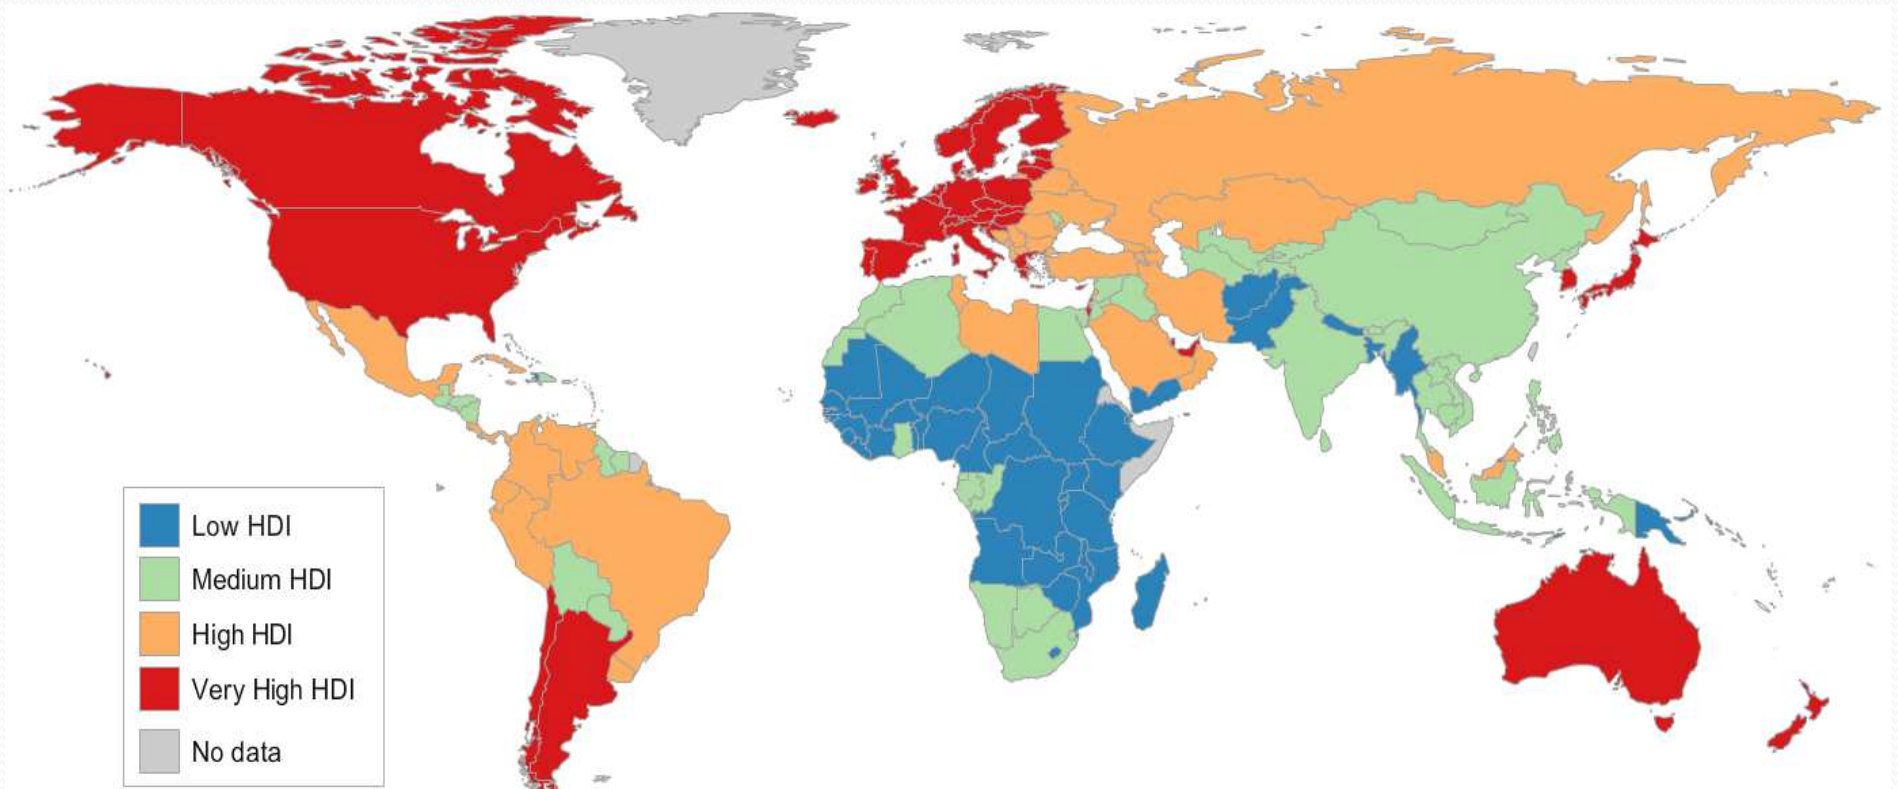 Low HDI
Medium HDI
High HDI
Very High HDI
No data